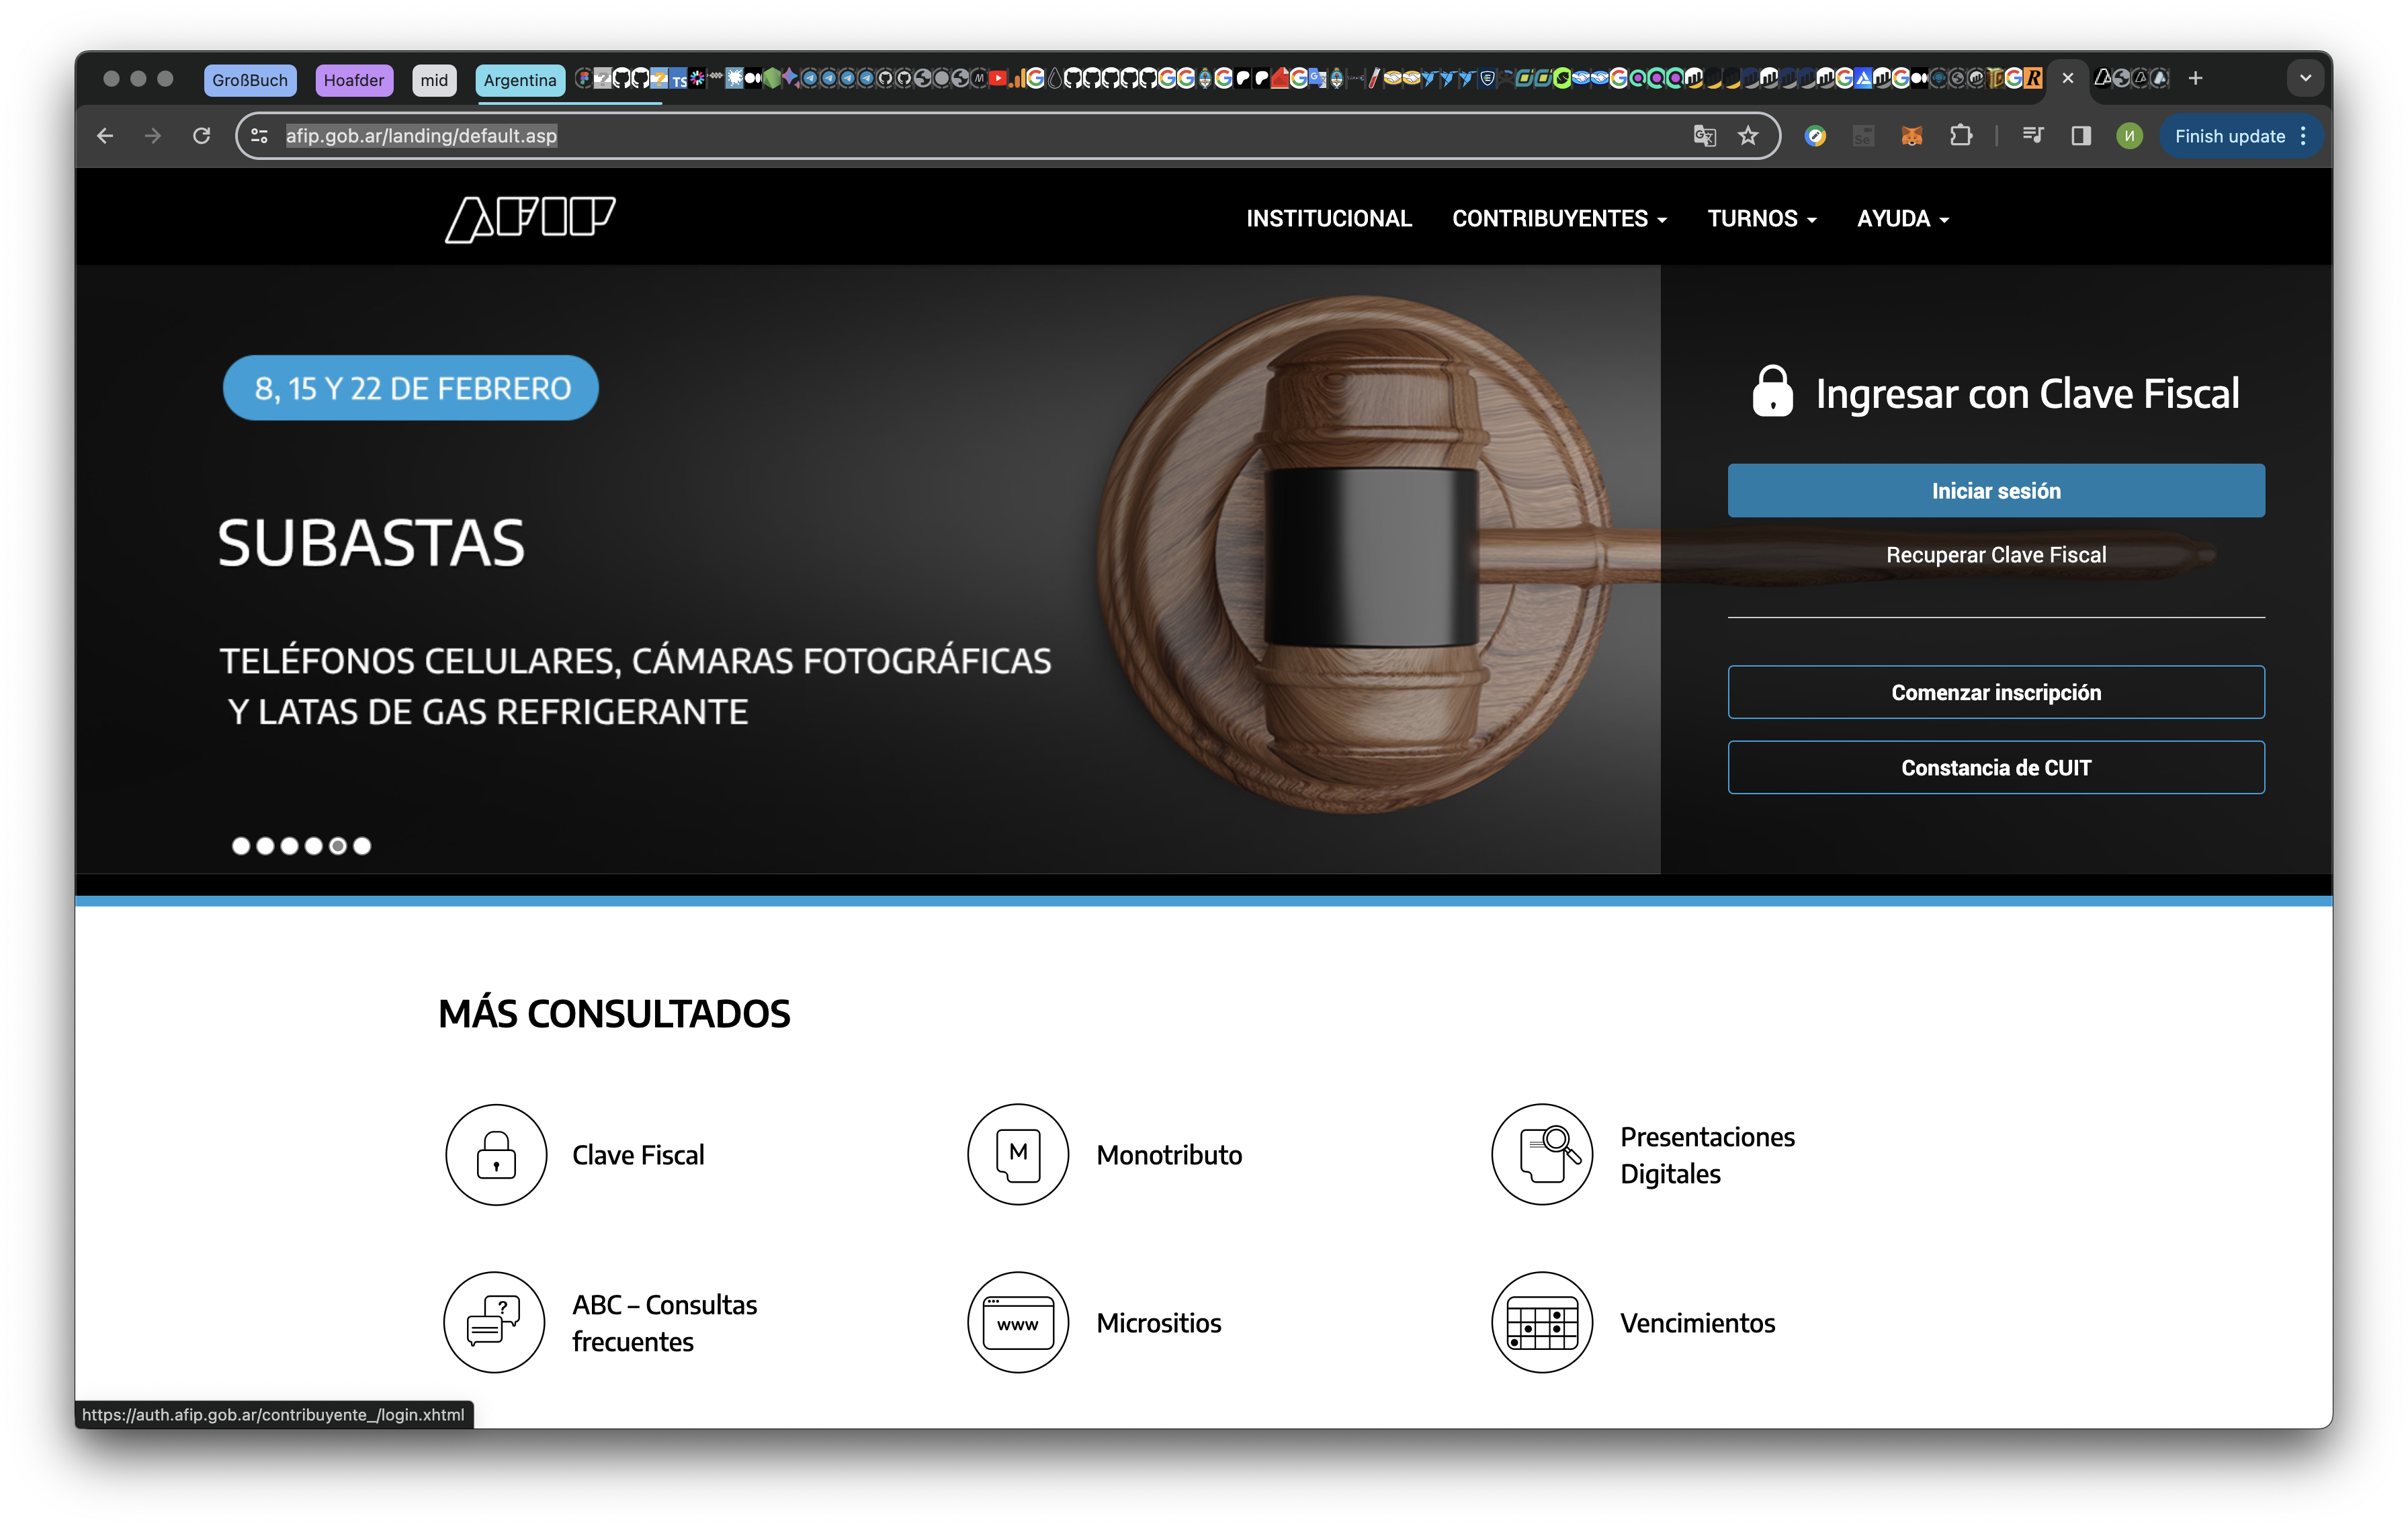 GroßBuch
Hoafder
mid
Argentina
afip.gob.ar/landing/default.asp
Finish update
AFIP
INSTITUCIONAL
CONTRIBUYENTES
TURNOS
AYUDA
8, 15 Y 22 DE FEBRERO
SUBASTAS
TELÉFONOS CELULARES, CÁMARAS FOTOGRÁFICAS
Y LATAS DE GAS REFRIGERANTE
Ingresar con Clave Fiscal
Iniciar sesión
Recuperar Clave Fiscal
Comenzar inscripción
Constancia de CUIT
MÁS CONSULTADOS
Clave Fiscal
M
Monotributo
Presentaciones
Digitales
?
ABC – Consultas
frecuentes
www
Micrositios
Vencimientos
https://auth.afip.gob.ar/contribuyente_/login.xhtml